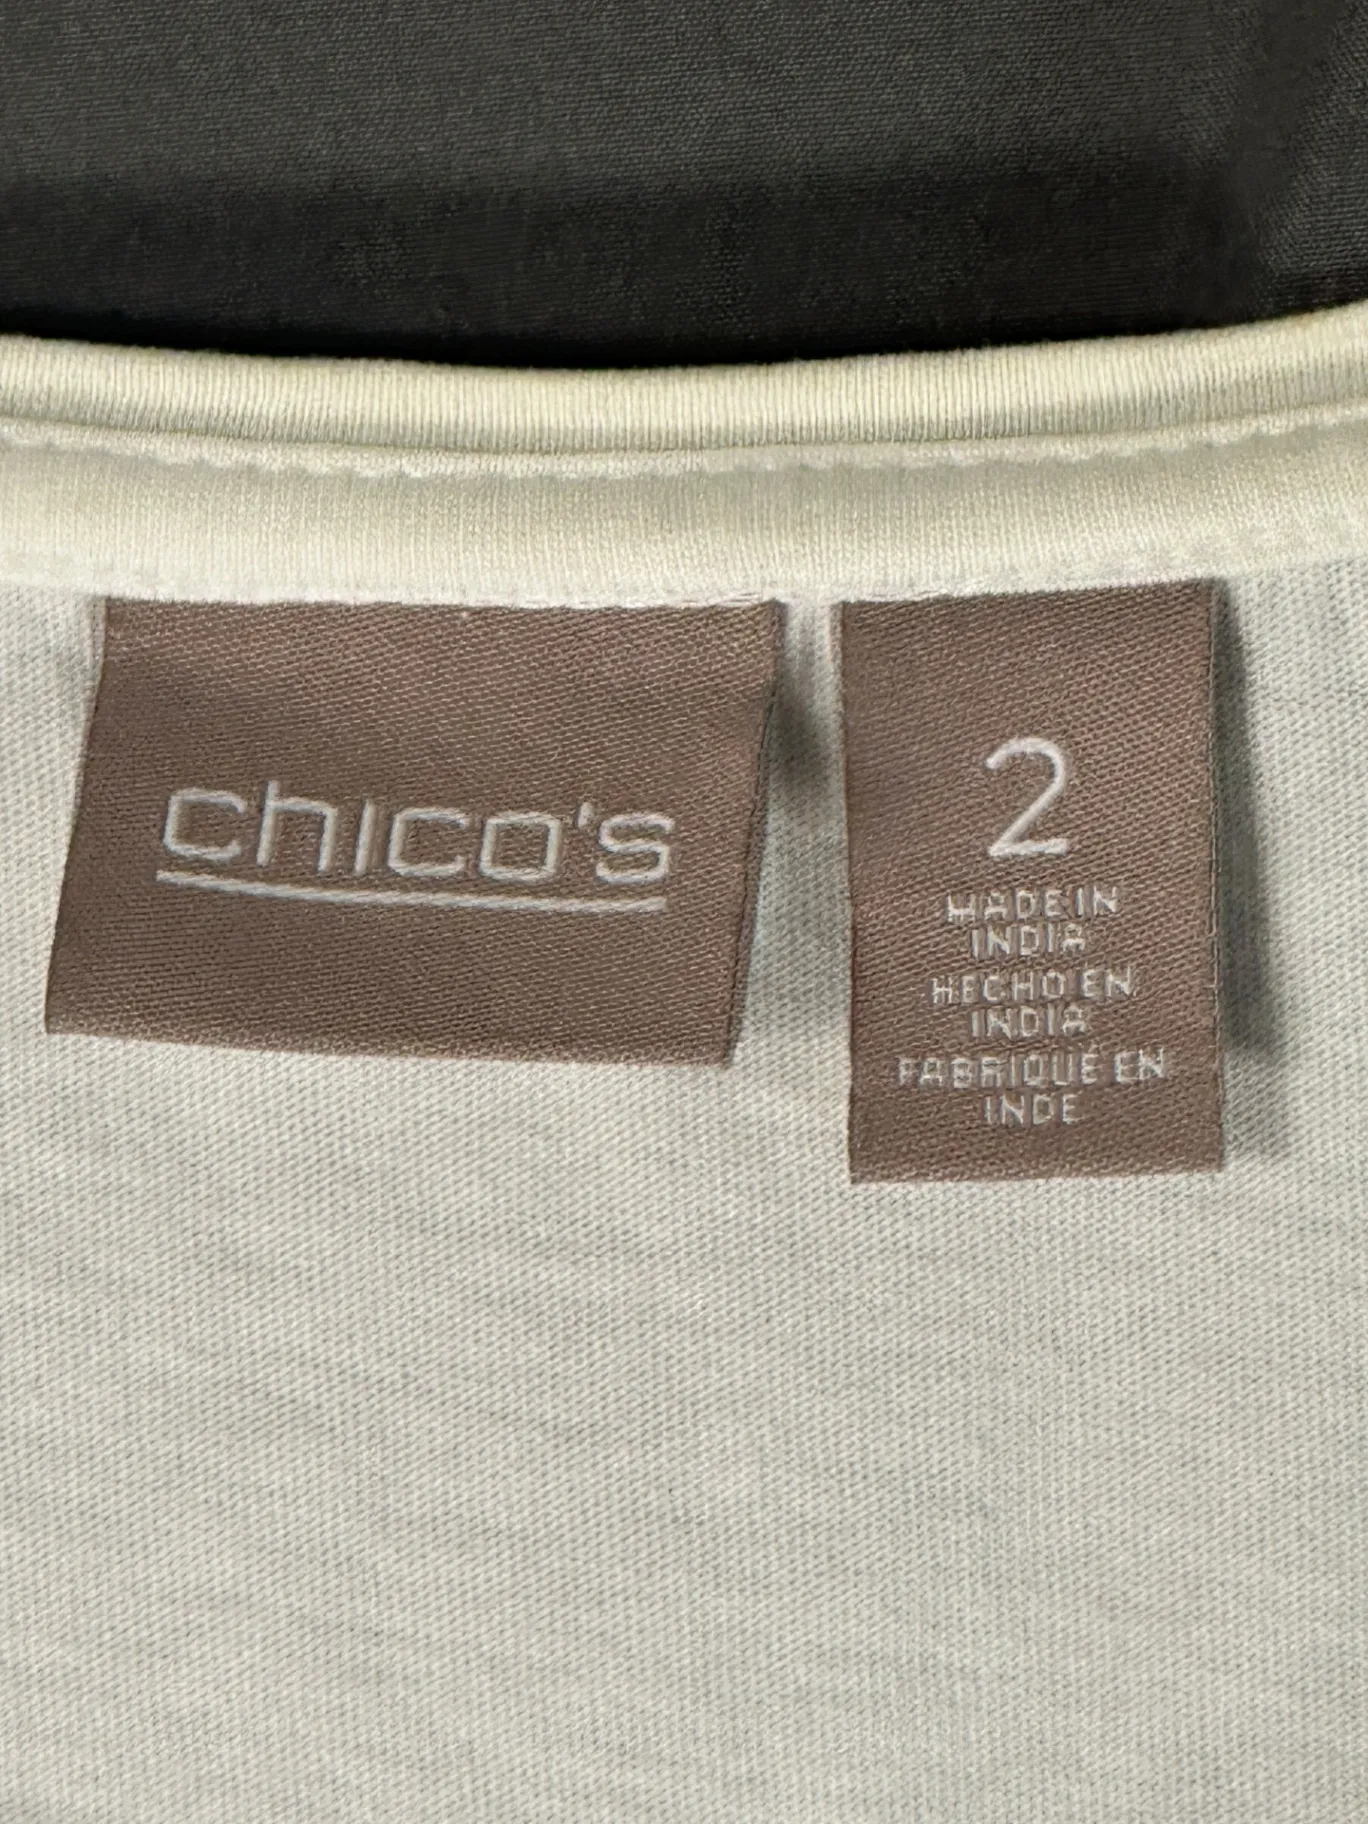 chico's
2
MADE IN
INDIA
HECHO EN
INDIA
FABRIQUÉ EN
INDE